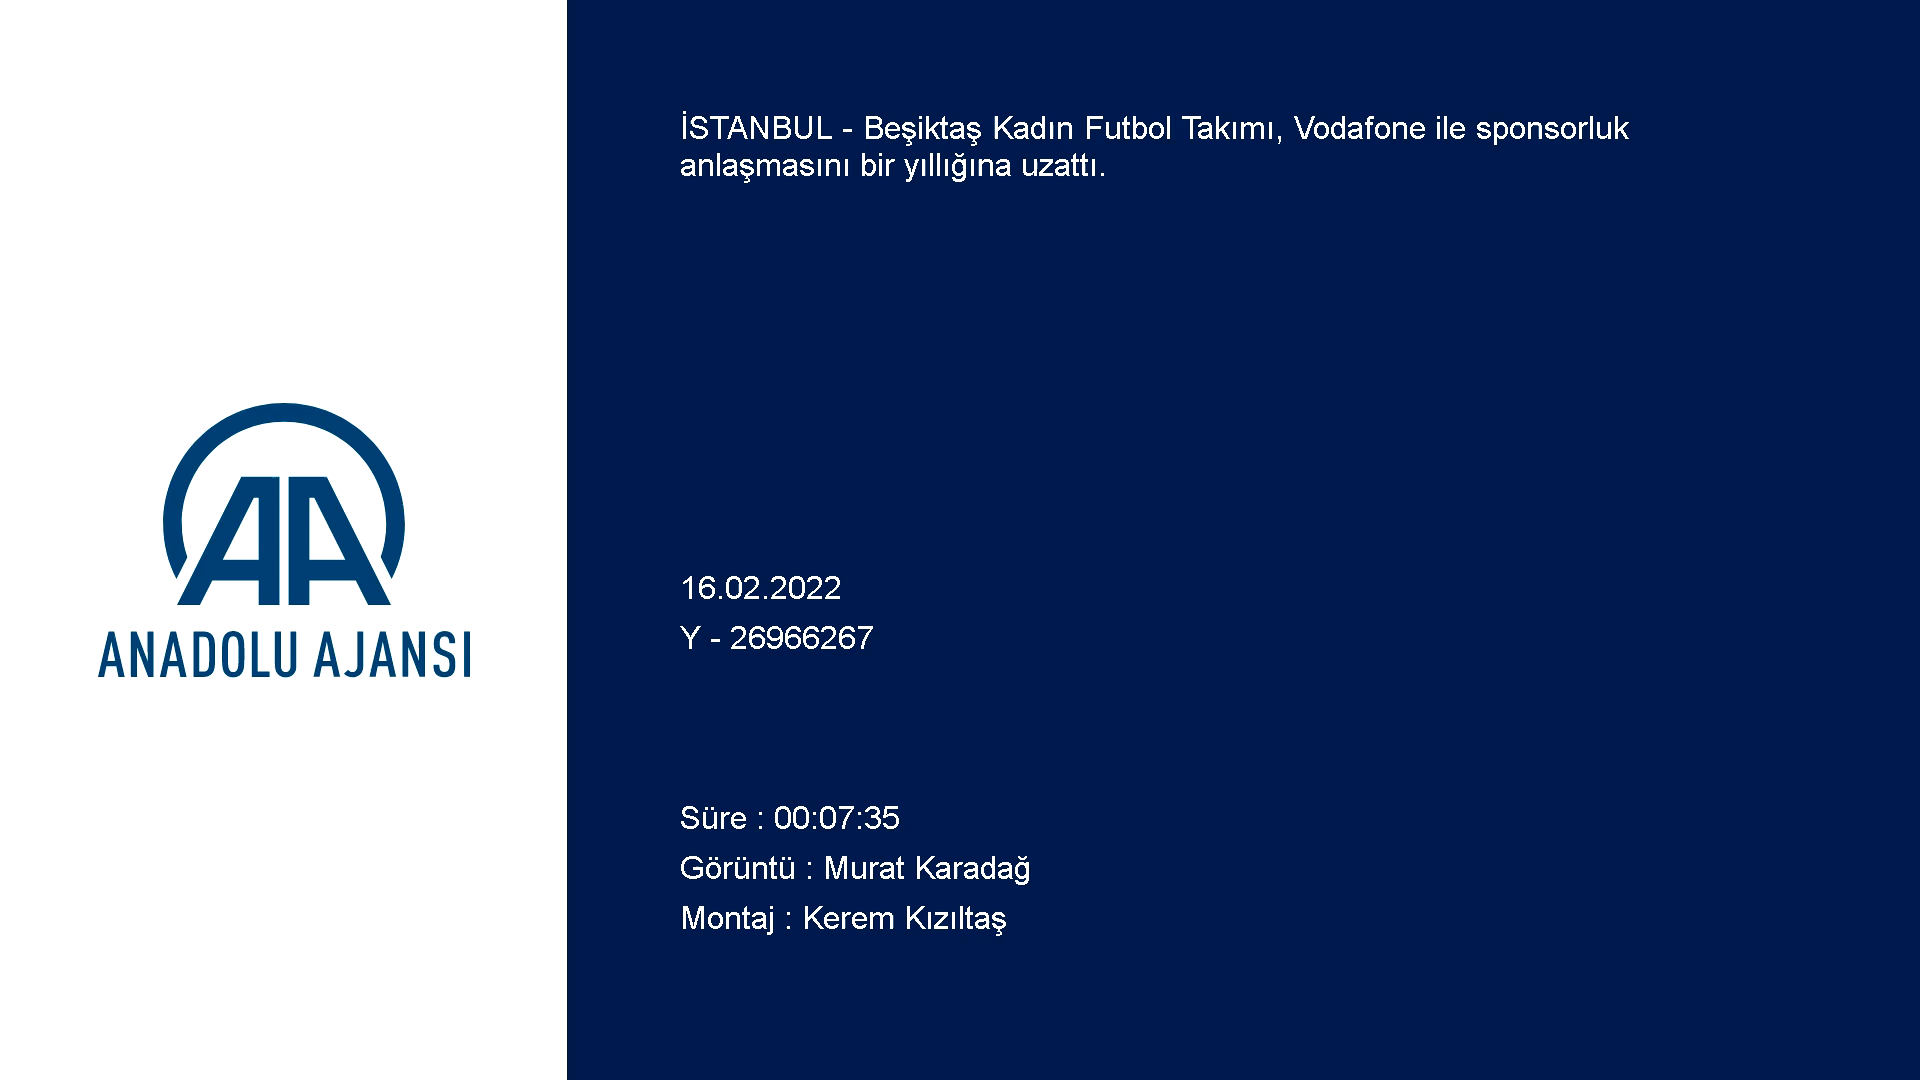 ANADOLU AJANSI
İSTANBUL - Beşiktaş Kadın Futbol Takımı, Vodafone ile sponsorluk
anlaşmasını bir yıllığına uzattı.
16.02.2022
Y - 26966267
Süre : 00:07:35
Görüntü : Murat Karadağ
Montaj : Kerem Kızıltaş